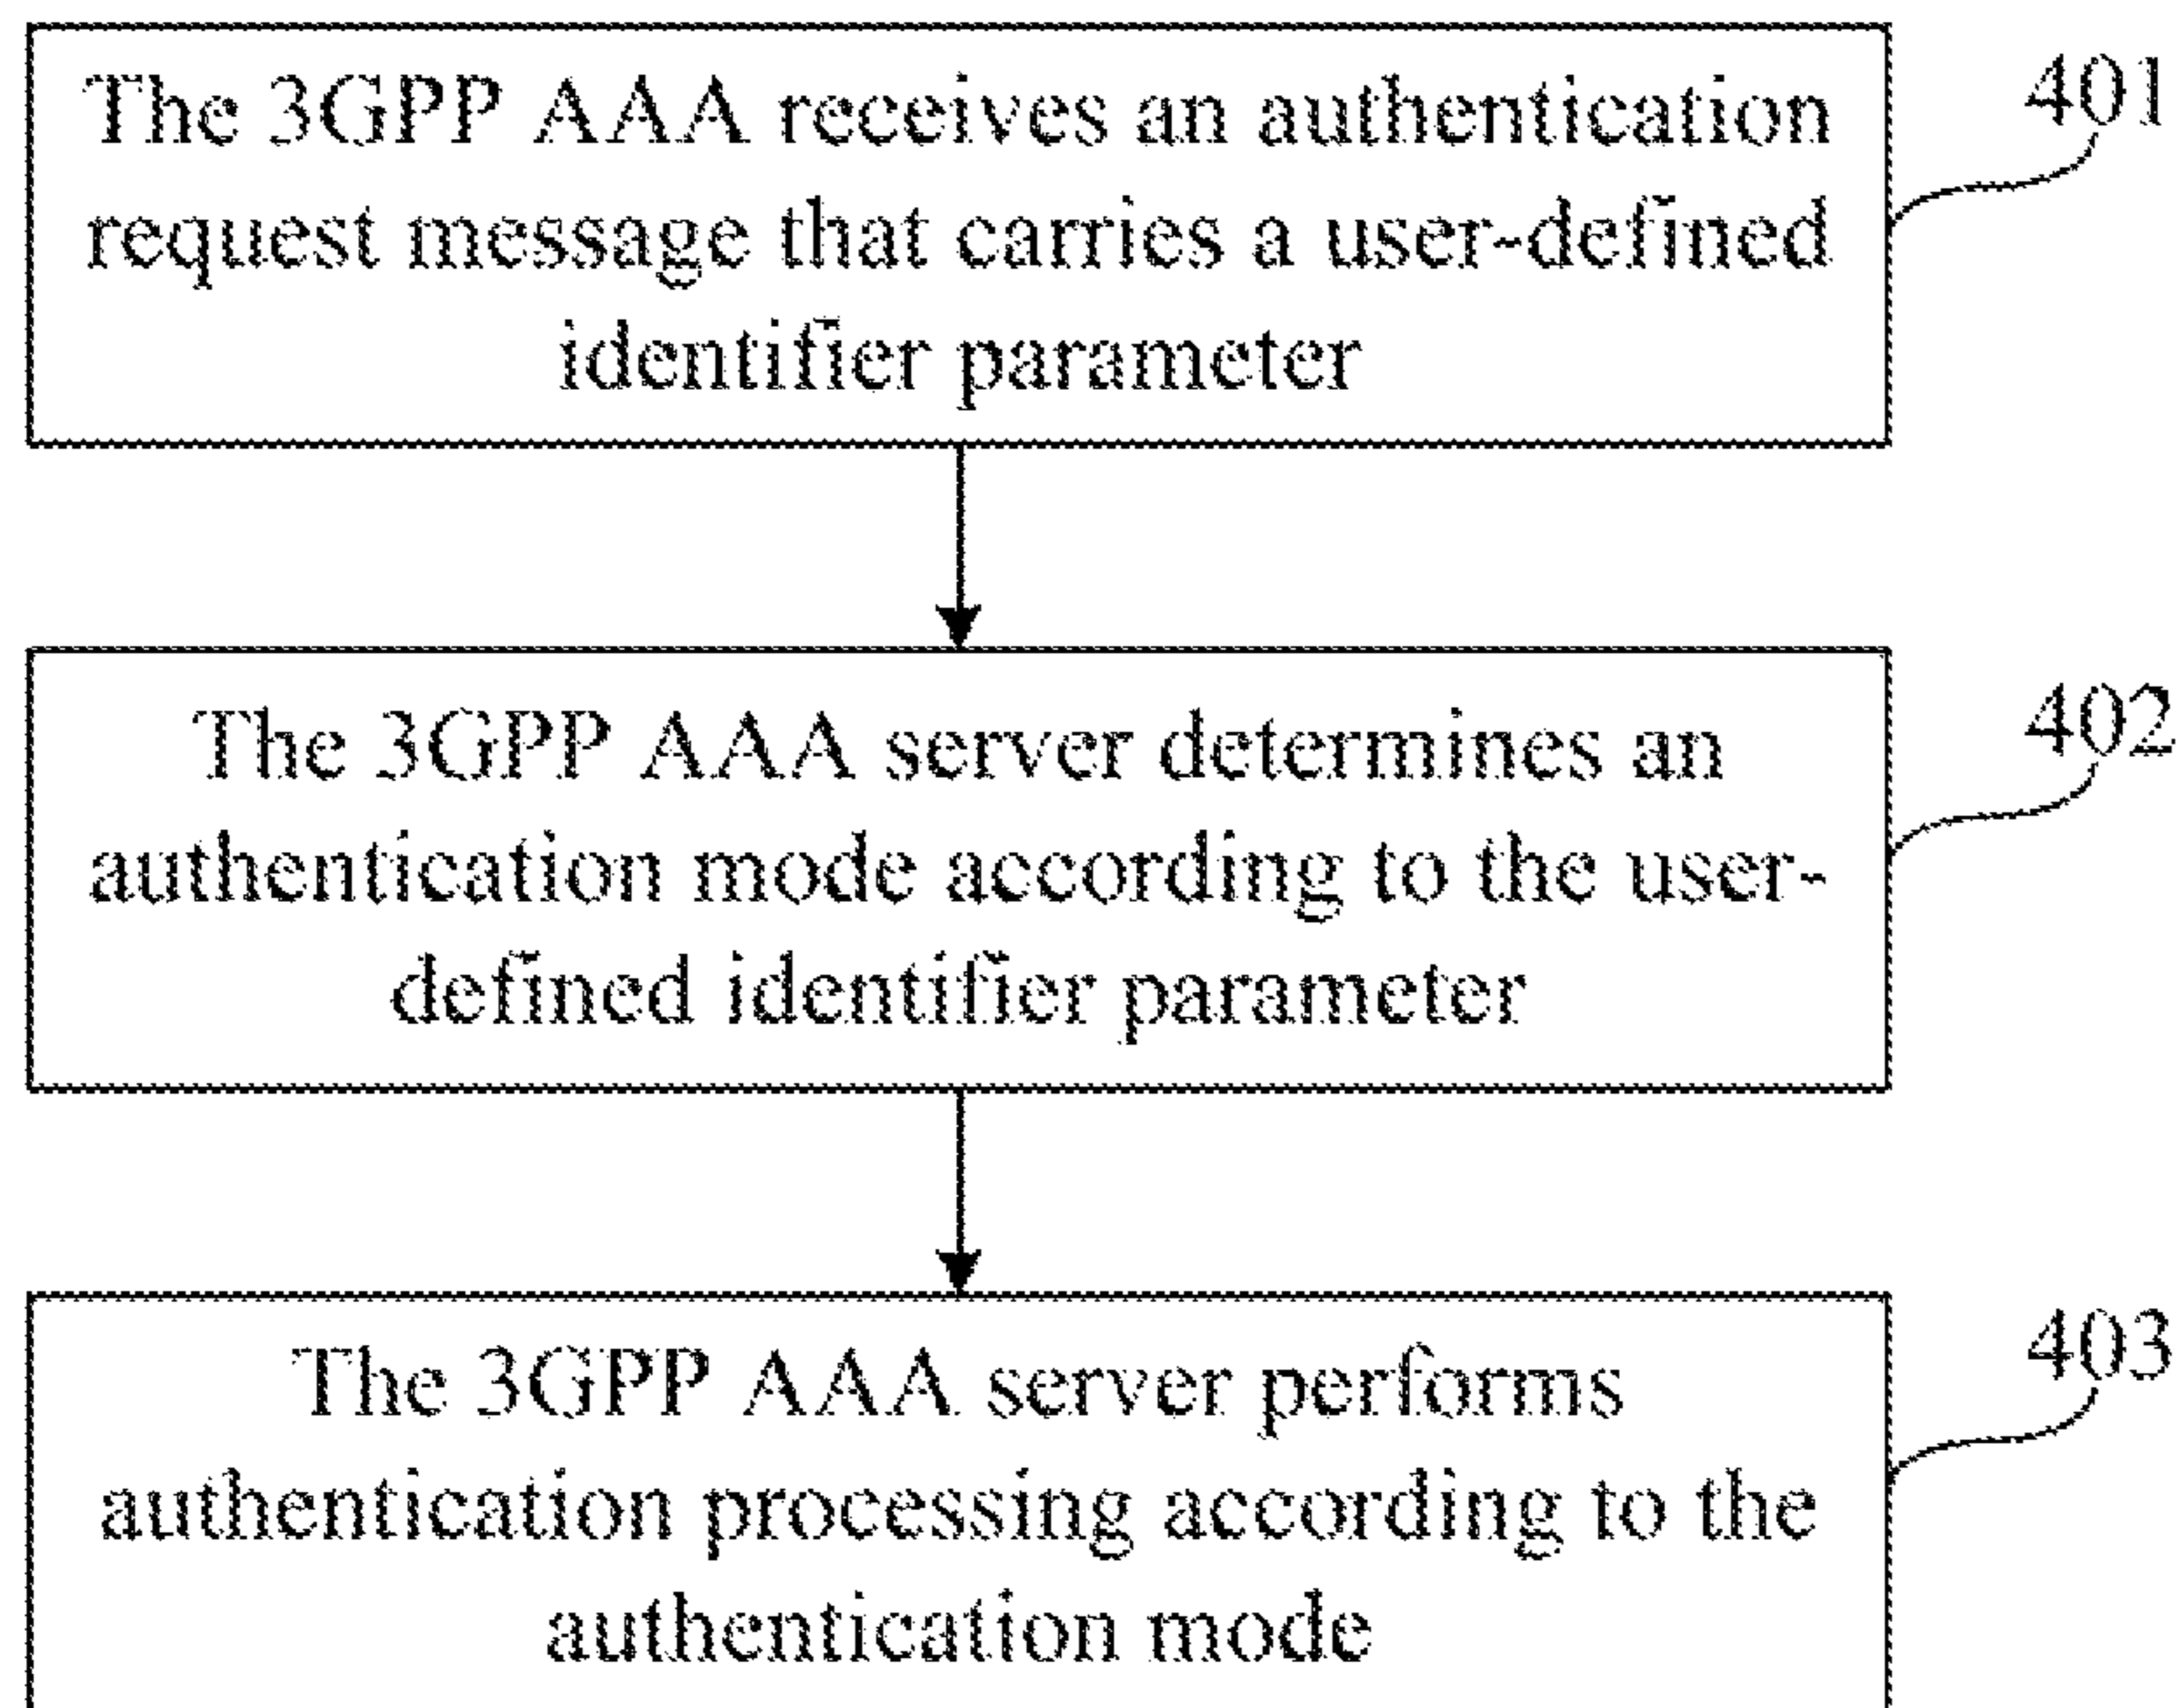 The 3GPP AAA receives an authentication
request message that carries a user-defined
identifier parameter
401
The 3GPP AAA server determines an
authentication mode according to the user-
defined identifier parameter
402
The 3GPP AAA server performs
authentication processing according to the
authentication mode
403